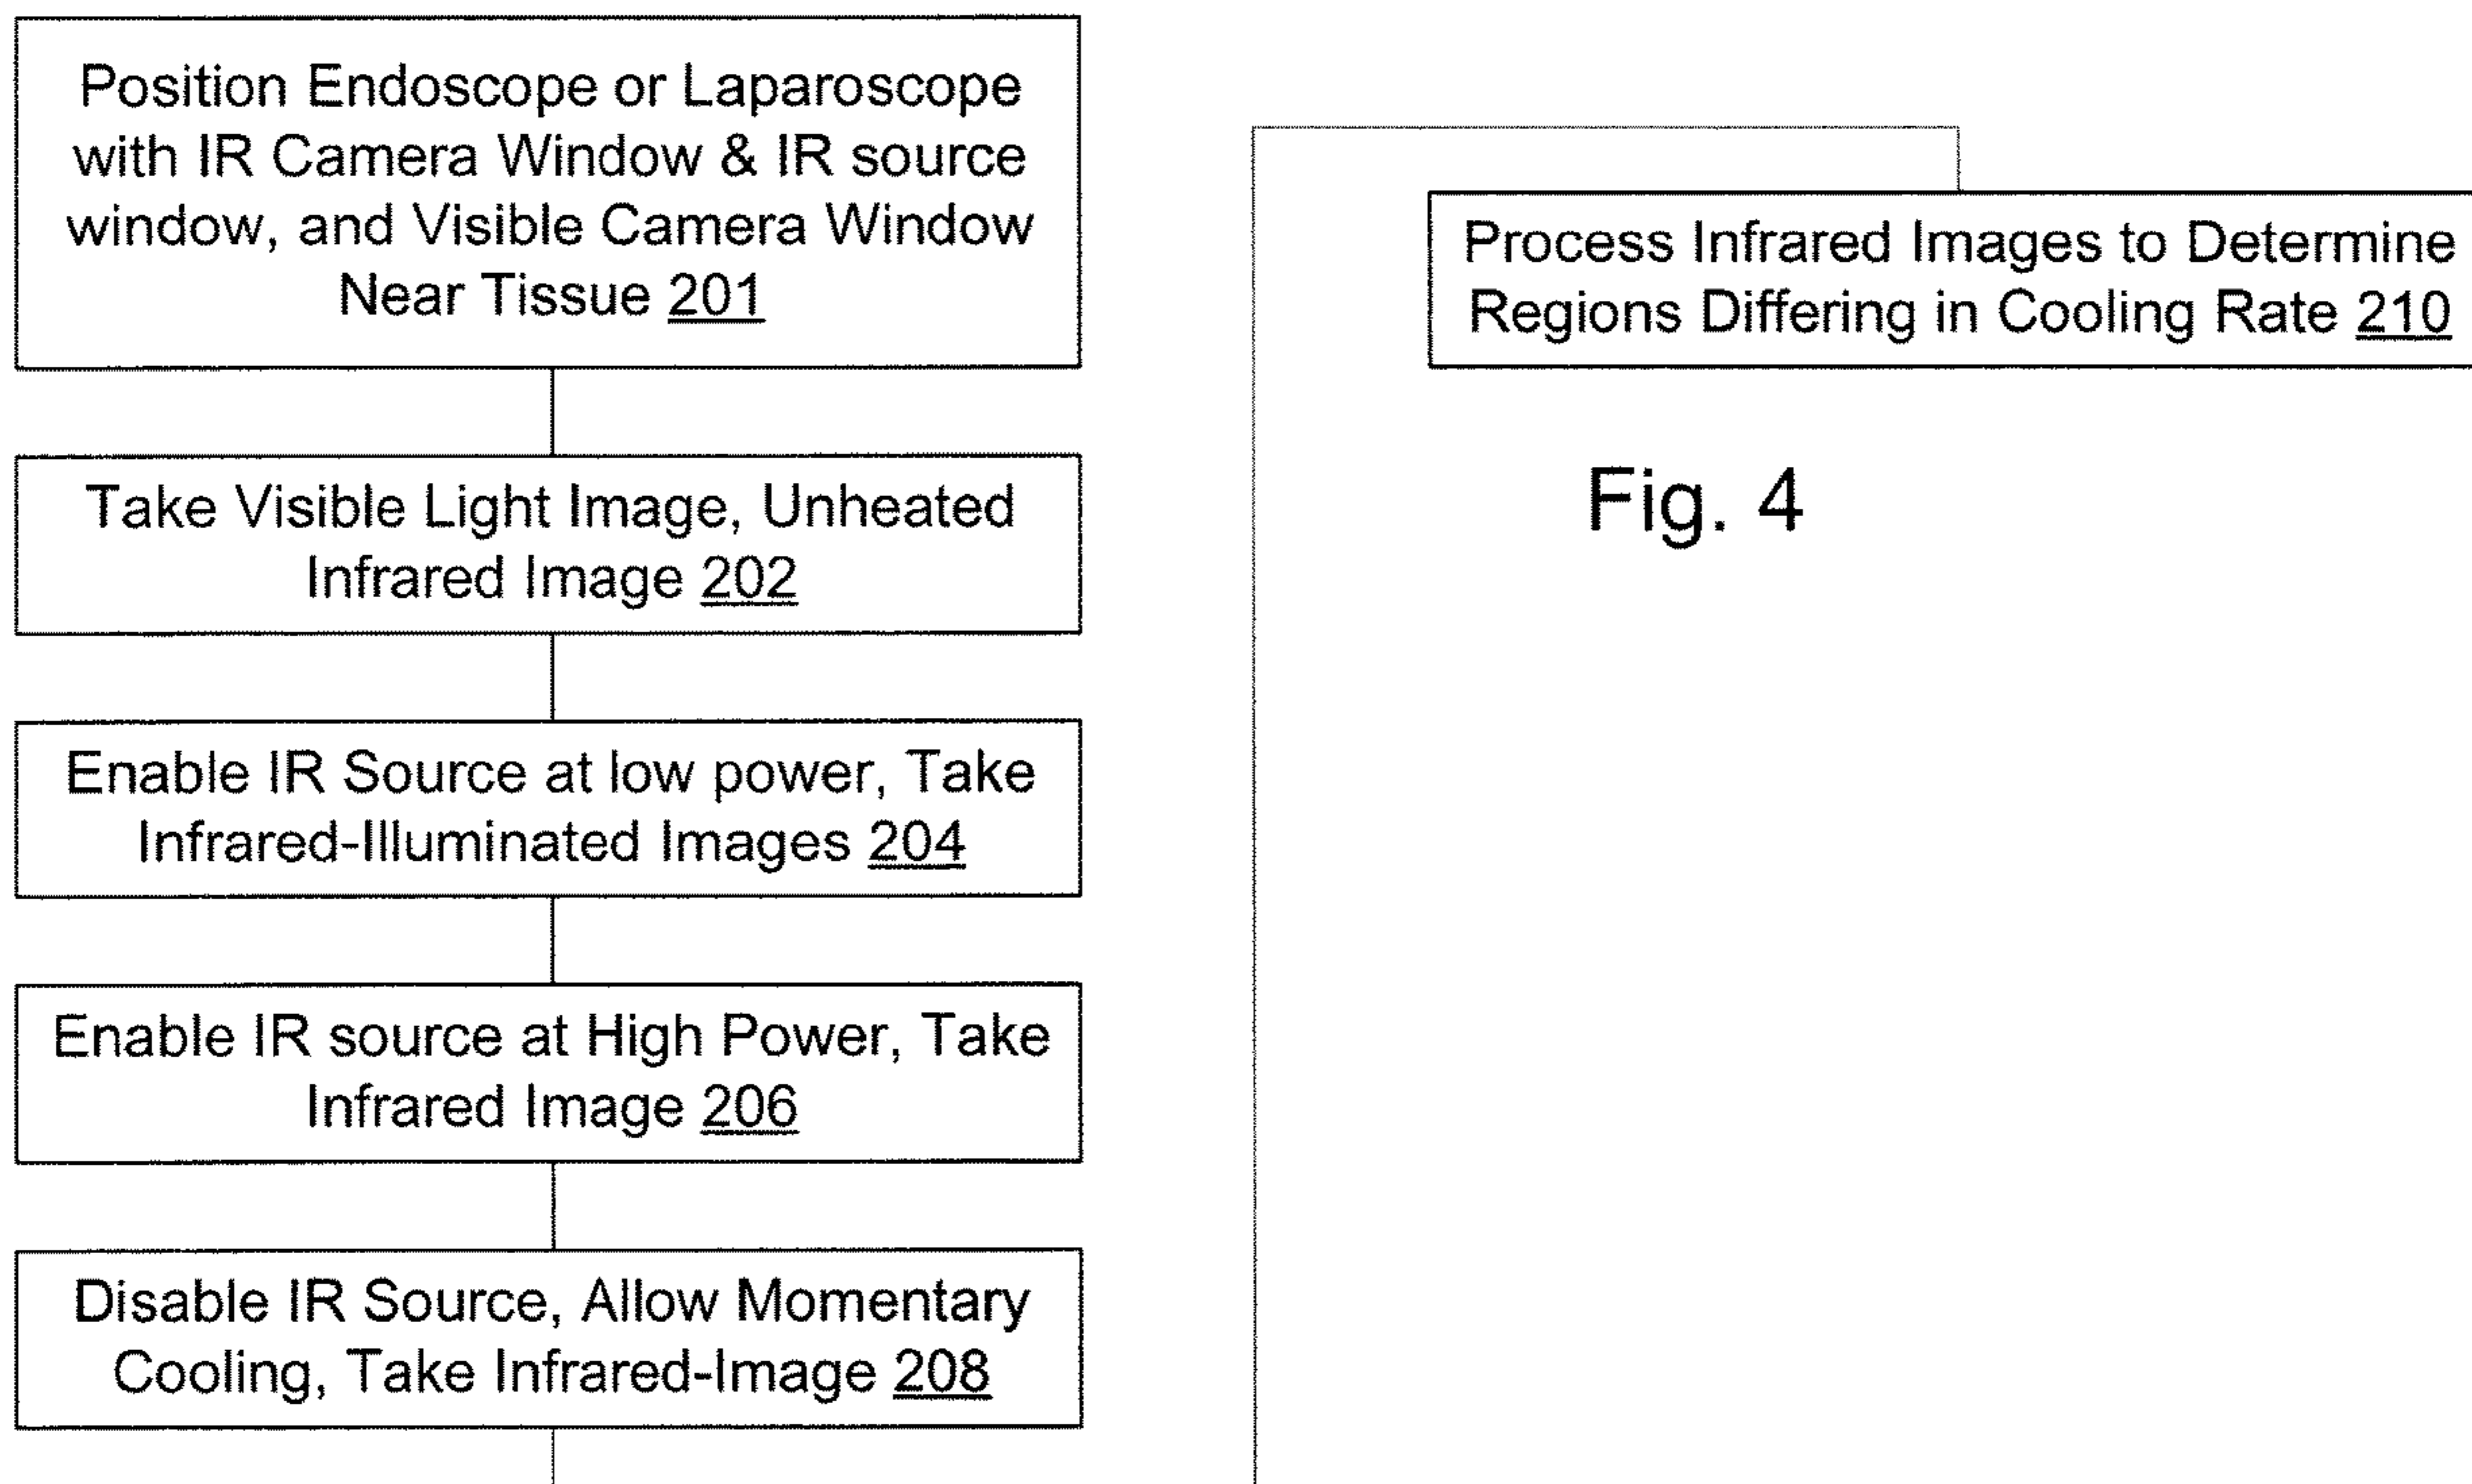 Position Endoscope or Laparoscope
with IR Camera Window & IR source
window, and Visible Camera Window
Near Tissue 201
Take Visible Light Image, Unheated
Infrared Image 202
Enable IR Source at low power, Take
Infrared-Illuminated Images 204
Enable IR source at High Power, Take
Infrared Image 206
Disable IR Source, Allow Momentary
Cooling, Take Infrared-Image 208
Process Infrared Images to Determine
Regions Differing in Cooling Rate 210
Fig. 4